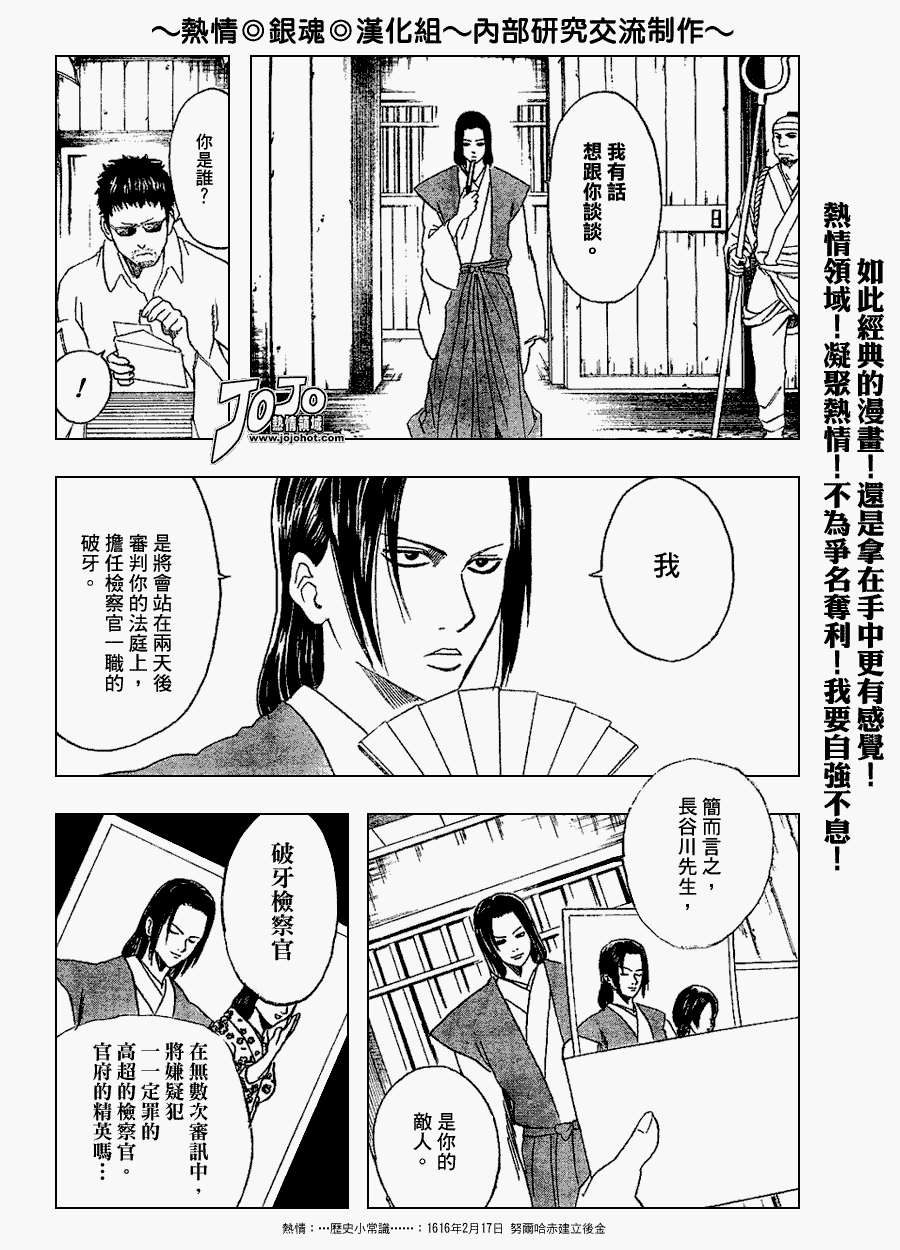 ～熱情◎銀魂◎漢化組～內部研究交流制作～
我有話
想跟你談談。
你是誰？
！
JOJO
熱情領域
www.jojohot.com
如此經典的漫畫！還是拿在手中更有感覺！
熱情領域！凝聚熱情！不為爭名奪利！我要自強不息！
我
是將會站在兩天後
審判你的法庭上，
擔任檢察官一職的
破牙。
簡而言之，
長谷川先生，
是你的
敵人。
破牙檢察官
在無數次審訊中，
將嫌疑犯
一一定罪的
高超的檢察官。
官府的精英嗎…
熱情：…歷史小常識……：1616年2月17日 努爾哈赤建立後金